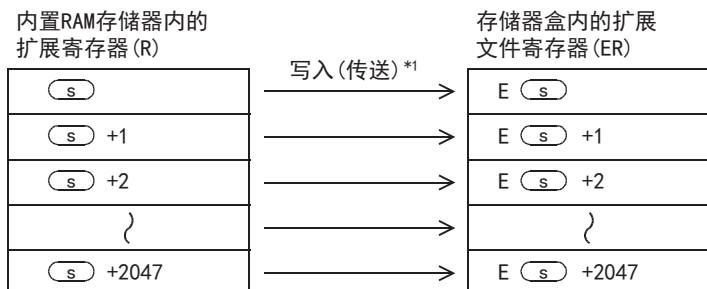 内置RAM存储器内的
扩展寄存器(R)
存储器盒内的扩展
文件寄存器(ER)
写入(传送)*1
s
E s
s +1
E s +1
s +2
E s +2
s +2047
E s +2047